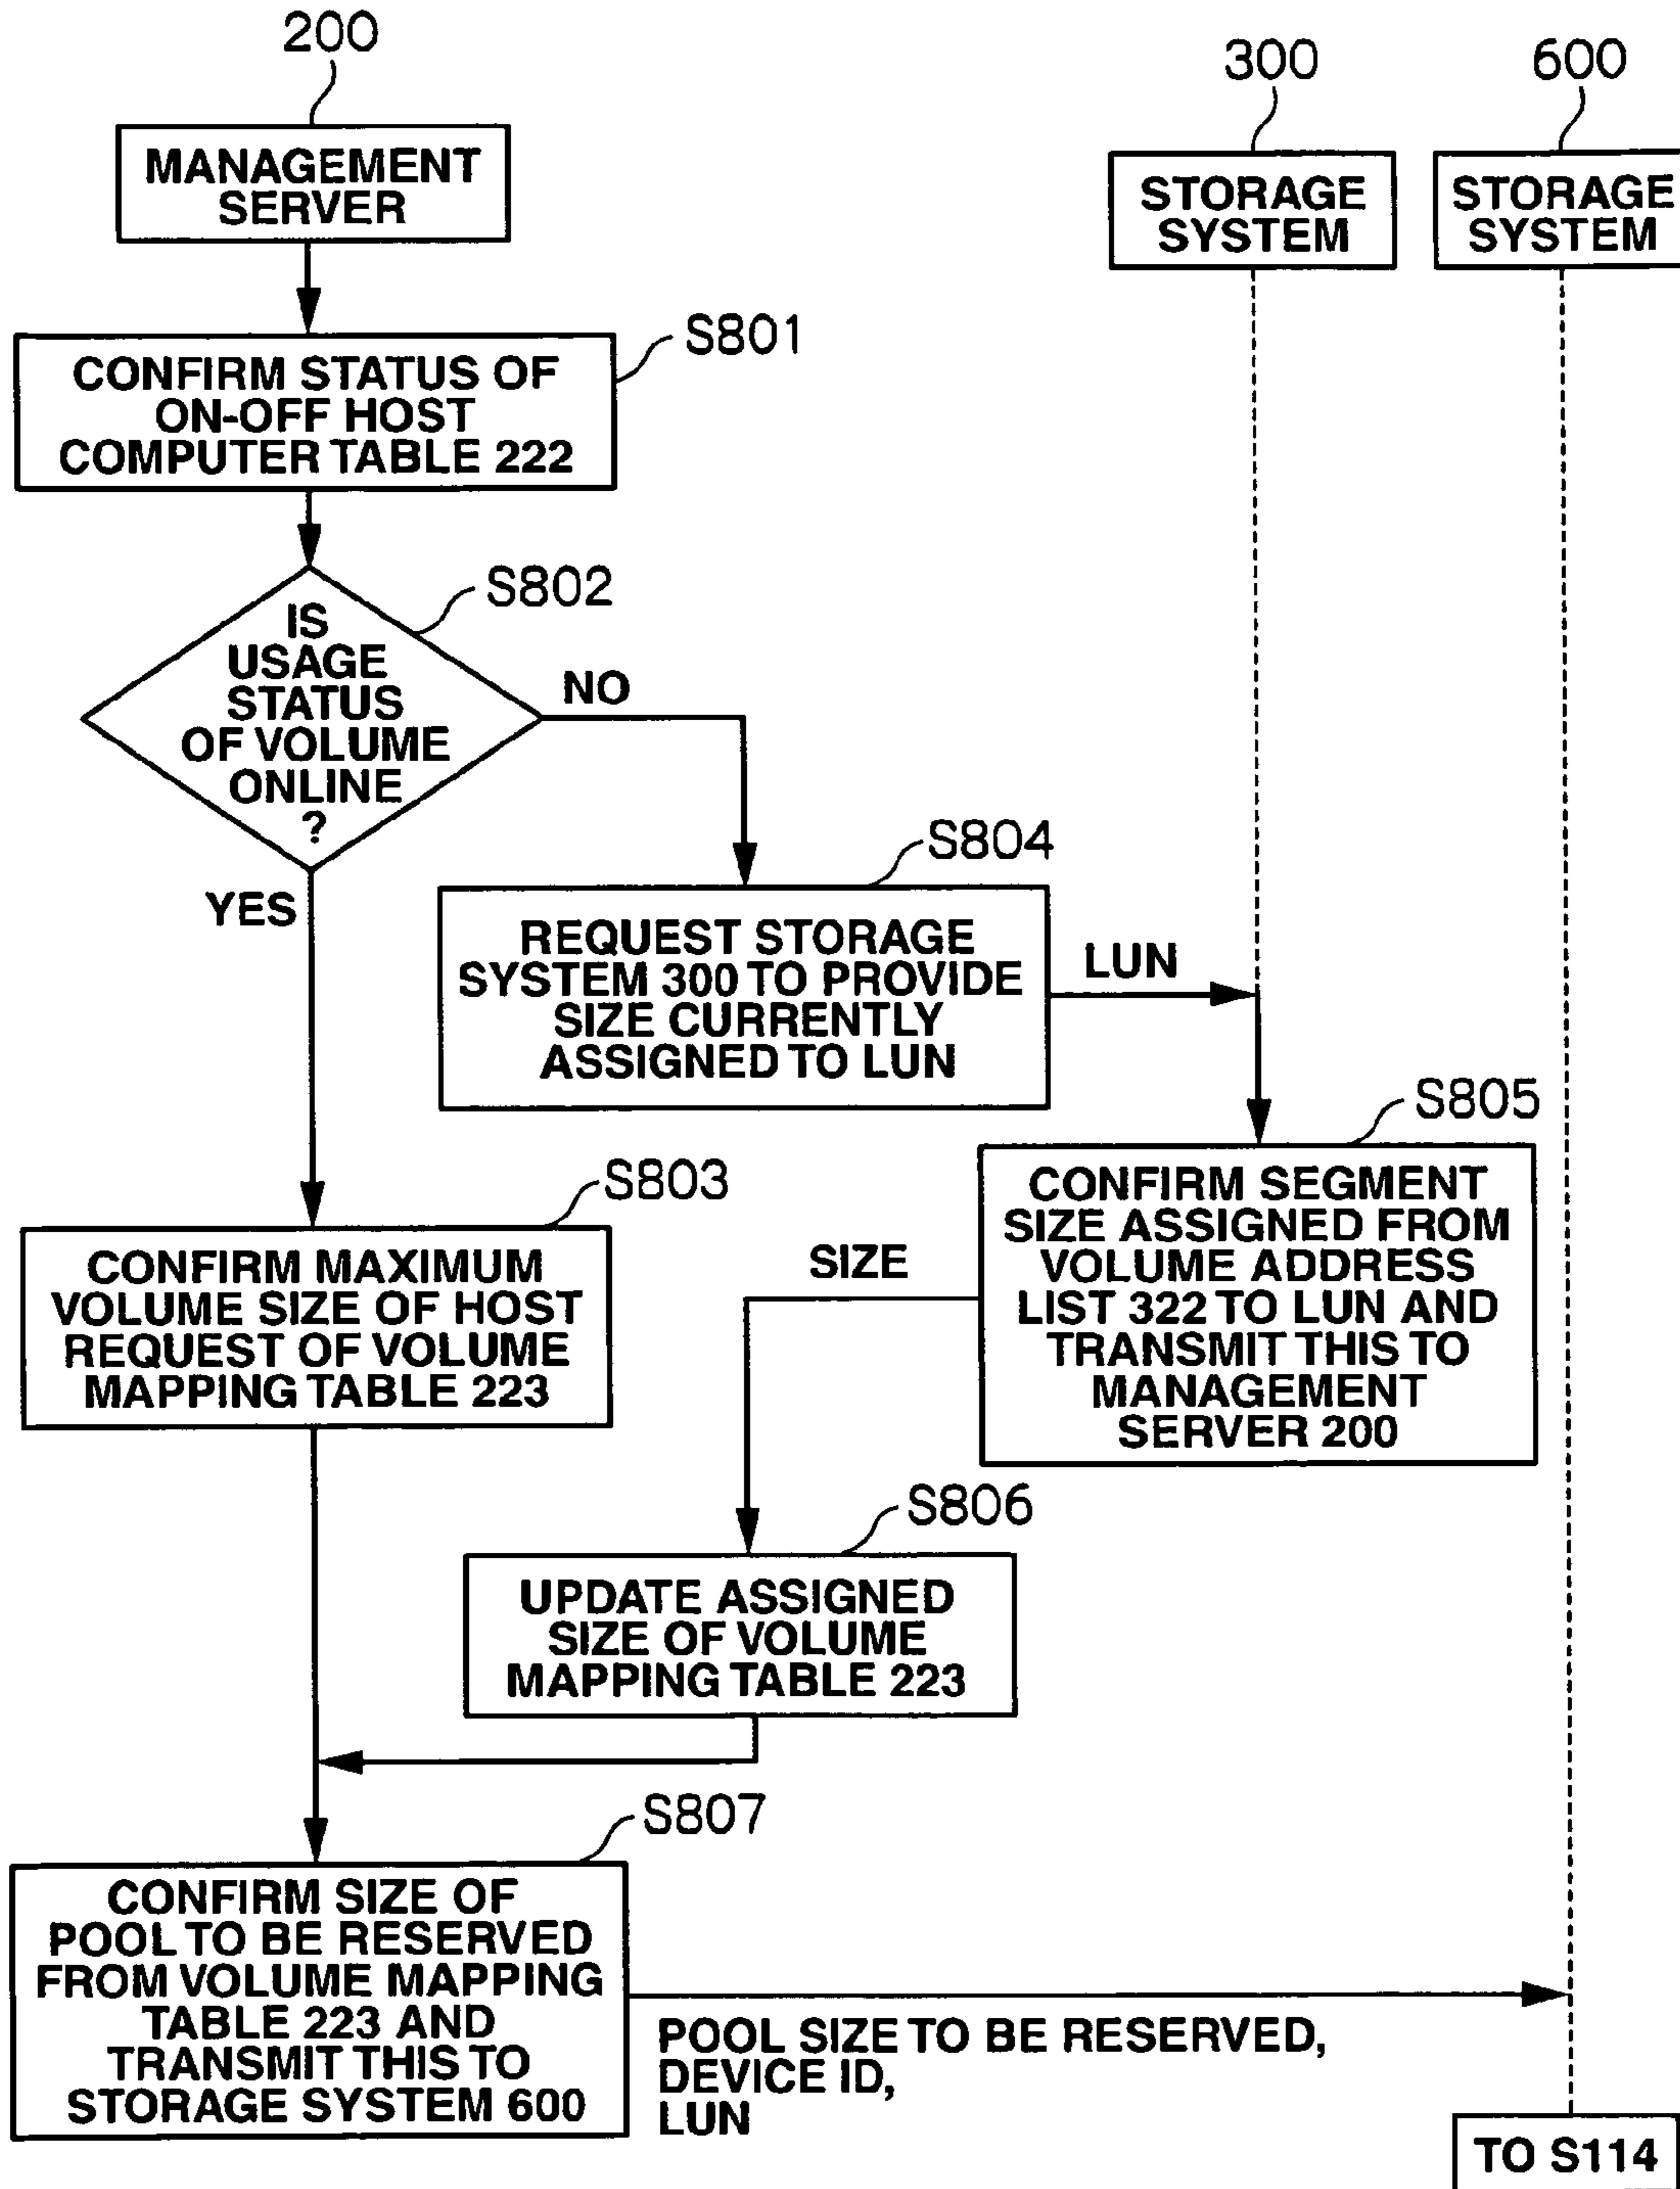 200
300
600
MANAGEMENT
SERVER
STORAGE
SYSTEM
STORAGE
SYSTEM
S801
CONFIRM STATUS OF
ON-OFF HOST
COMPUTER TABLE 222
S802
IS
USAGE
STATUS
OF VOLUME
ONLINE
?
NO
YES
S804
REQUEST STORAGE
SYSTEM 300 TO PROVIDE
SIZE CURRENTLY
ASSIGNED TO LUN
LUN
S805
CONFIRM SEGMENT
SIZE ASSIGNED FROM
VOLUME ADDRESS
LIST 322 TO LUN AND
TRANSMIT THIS TO
MANAGEMENT
SERVER 200
SIZE
S803
CONFIRM MAXIMUM
VOLUME SIZE OF HOST
REQUEST OF VOLUME
MAPPING TABLE 223
S806
UPDATE ASSIGNED
SIZE OF VOLUME
MAPPING TABLE 223
S807
CONFIRM SIZE OF
POOL TO BE RESERVED
FROM VOLUME MAPPING
TABLE 223 AND
TRANSMIT THIS TO
STORAGE SYSTEM 600
POOL SIZE TO BE RESERVED,
DEVICE ID,
LUN
TO S114